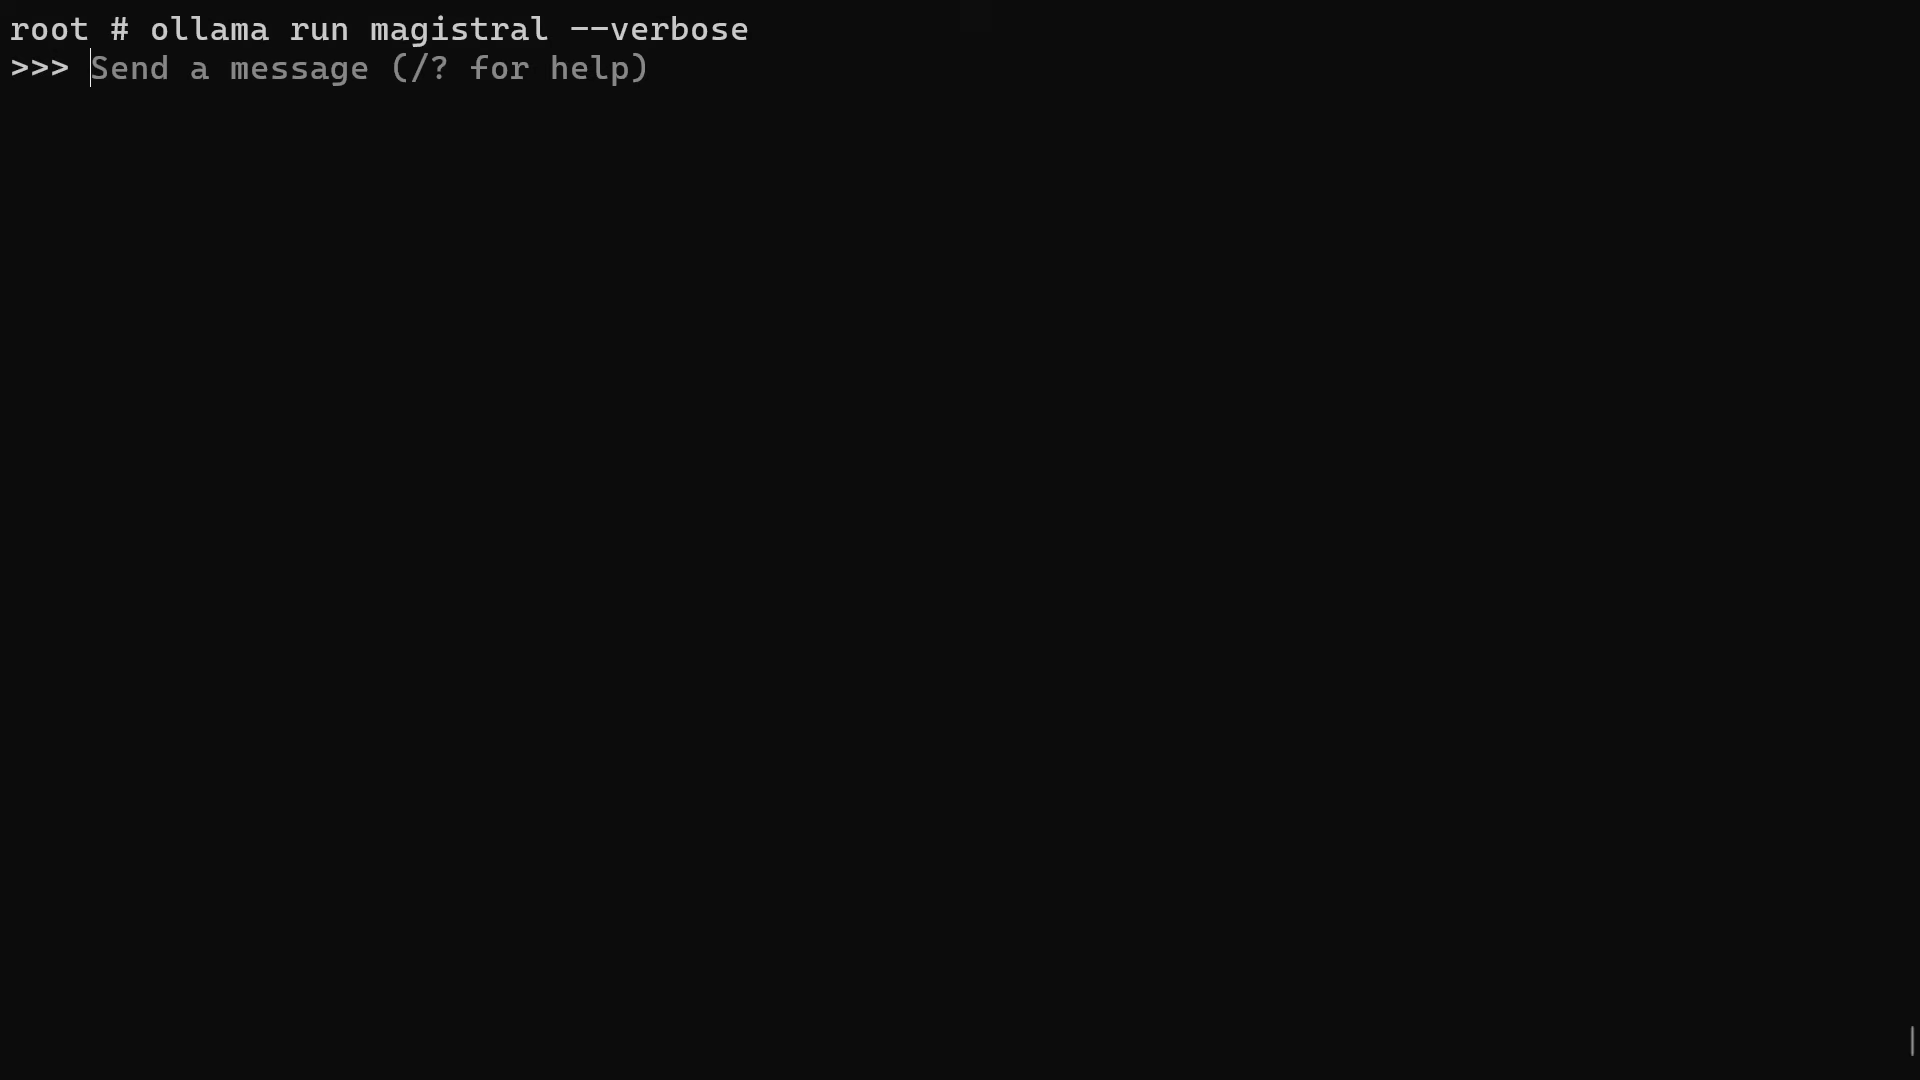 root # ollama run magistral --verbose
>>> Send a message (/? for help)